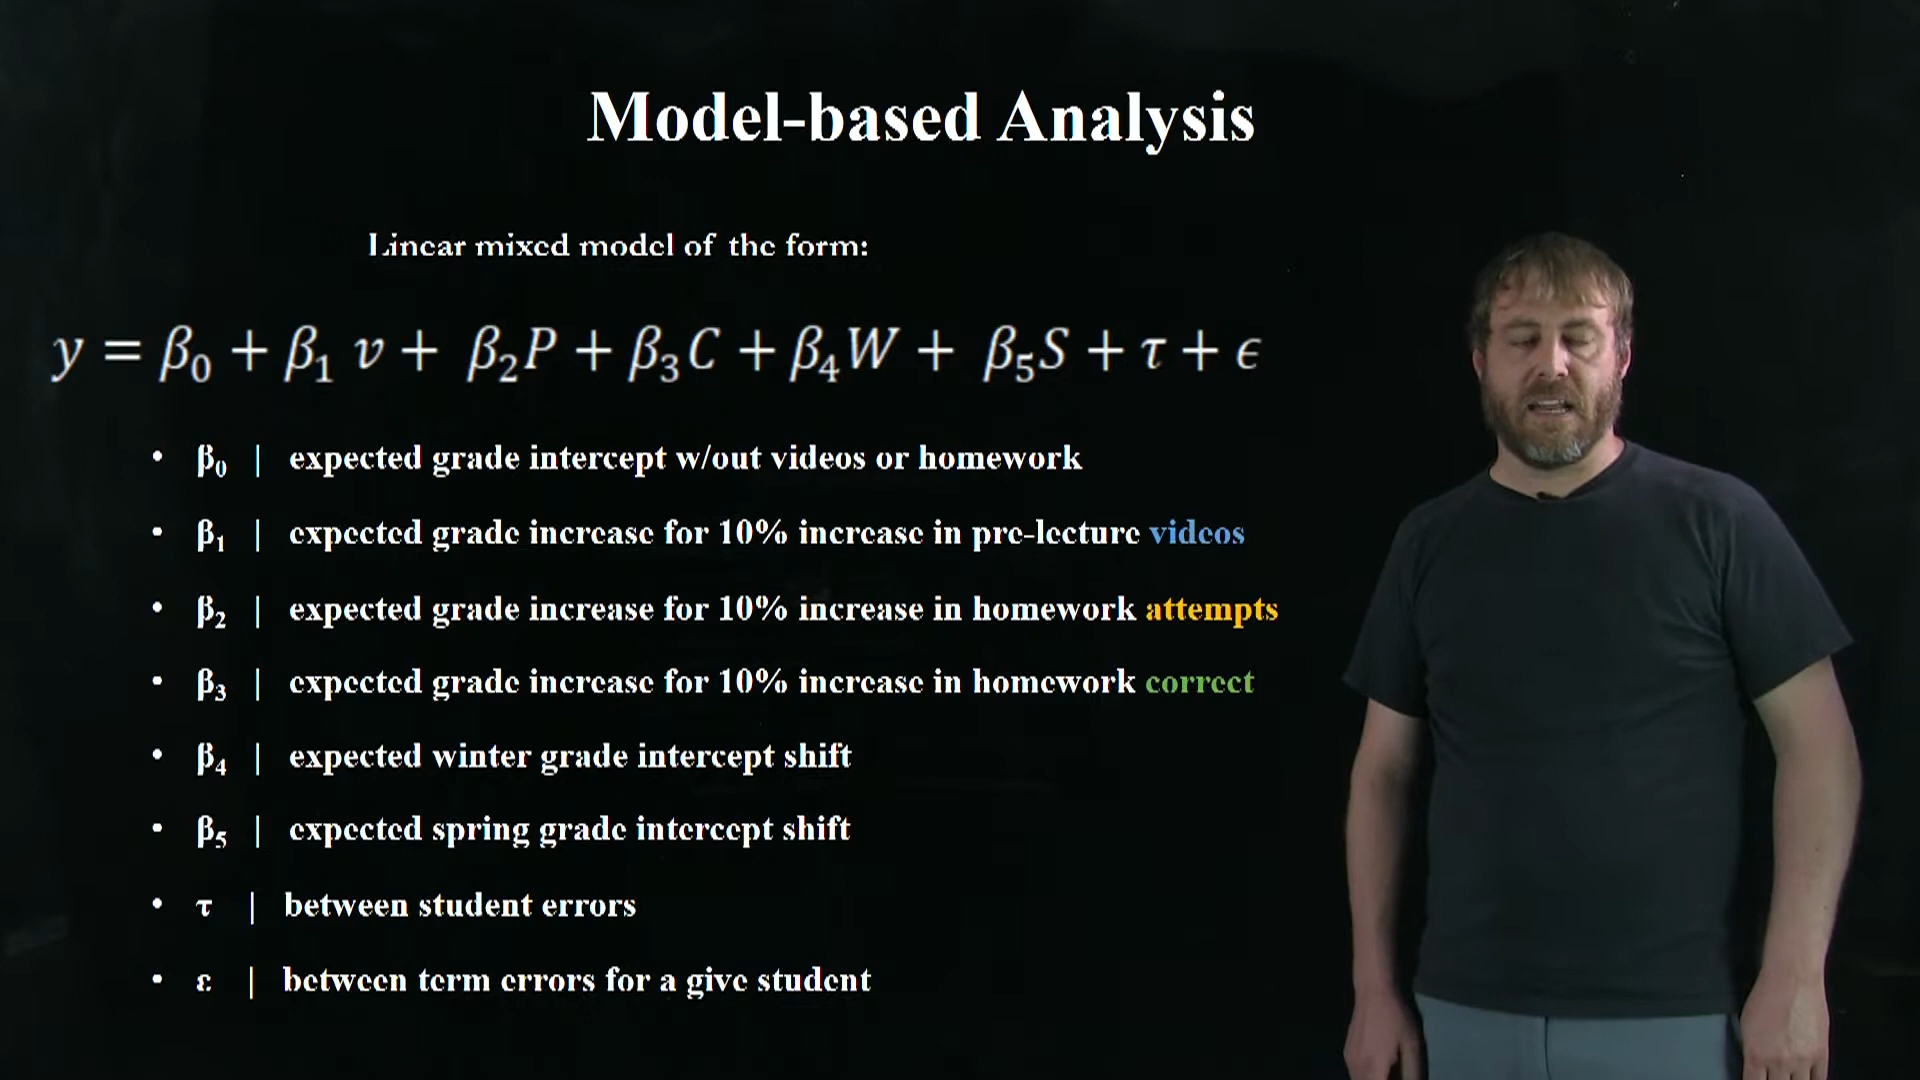 Model-based Analysis
Linear mixed model of the form:
y = β₀ + β₁ v + β₂P + β₃C + β₄W + β₅S + τ + ϵ
• β₀ | expected grade intercept w/out videos or homework
• β₁ | expected grade increase for 10% increase in pre-lecture videos
• β₂ | expected grade increase for 10% increase in homework attempts
• β₃ | expected grade increase for 10% increase in homework correct
• β₄ | expected winter grade intercept shift
• β₅ | expected spring grade intercept shift
• τ | between student errors
• ε | between term errors for a give student